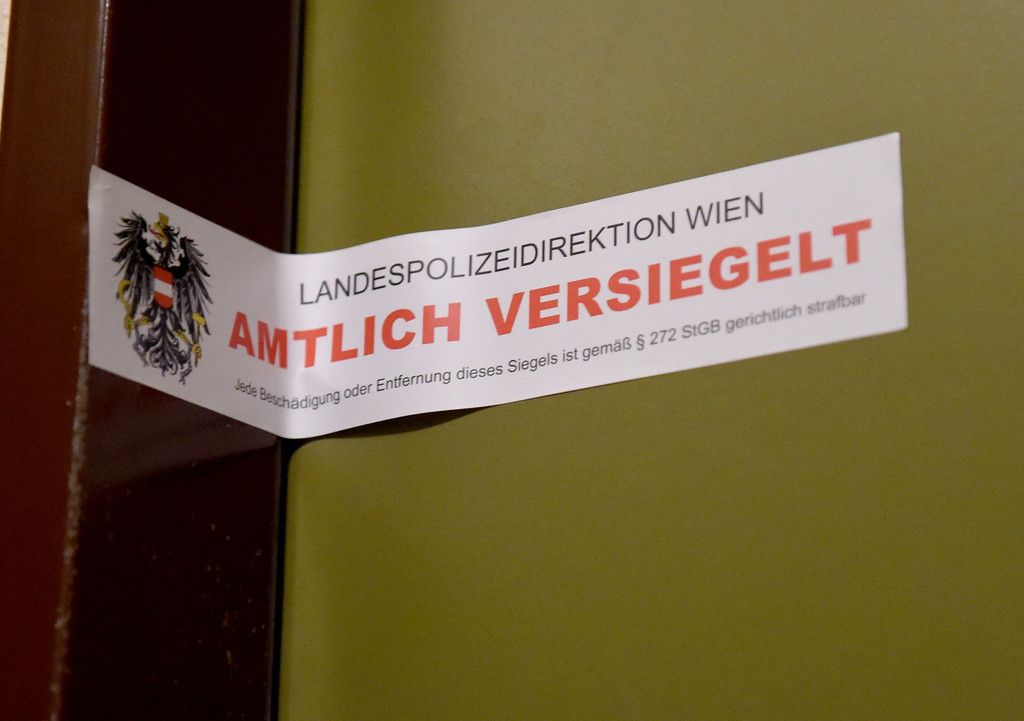 LANDESPOLIZEIDIREKTION WIEN
AMTLICH VERSIEGELT
Jede Beschädigung oder Entfernung dieses Siegels ist gemäß § 272 StGB gerichtlich strafbar